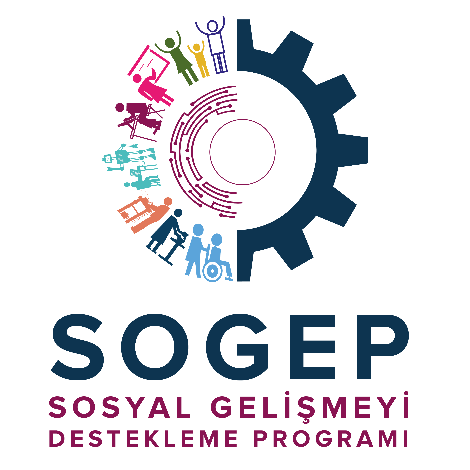 SOGEP
SOSYAL GELİŞMEYİ
DESTEKLEME PROGRAMI